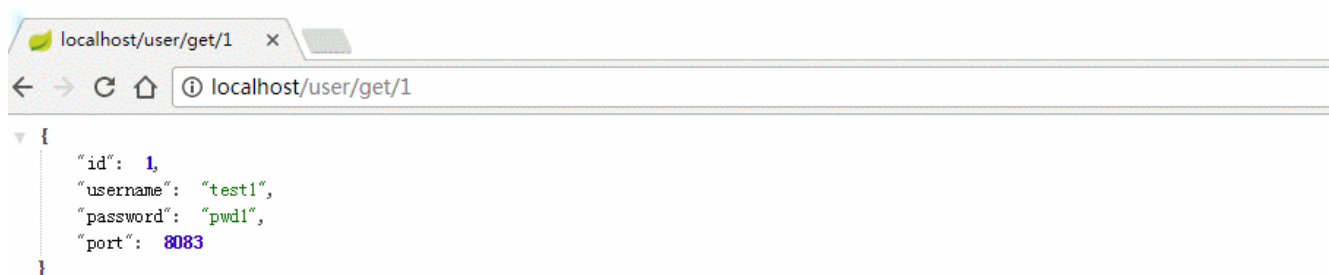 localhost/user/get/1
localhost/user/get/1
{
"id": 1,
"username": "test1",
"password": "pwd1",
"port": 8083
}